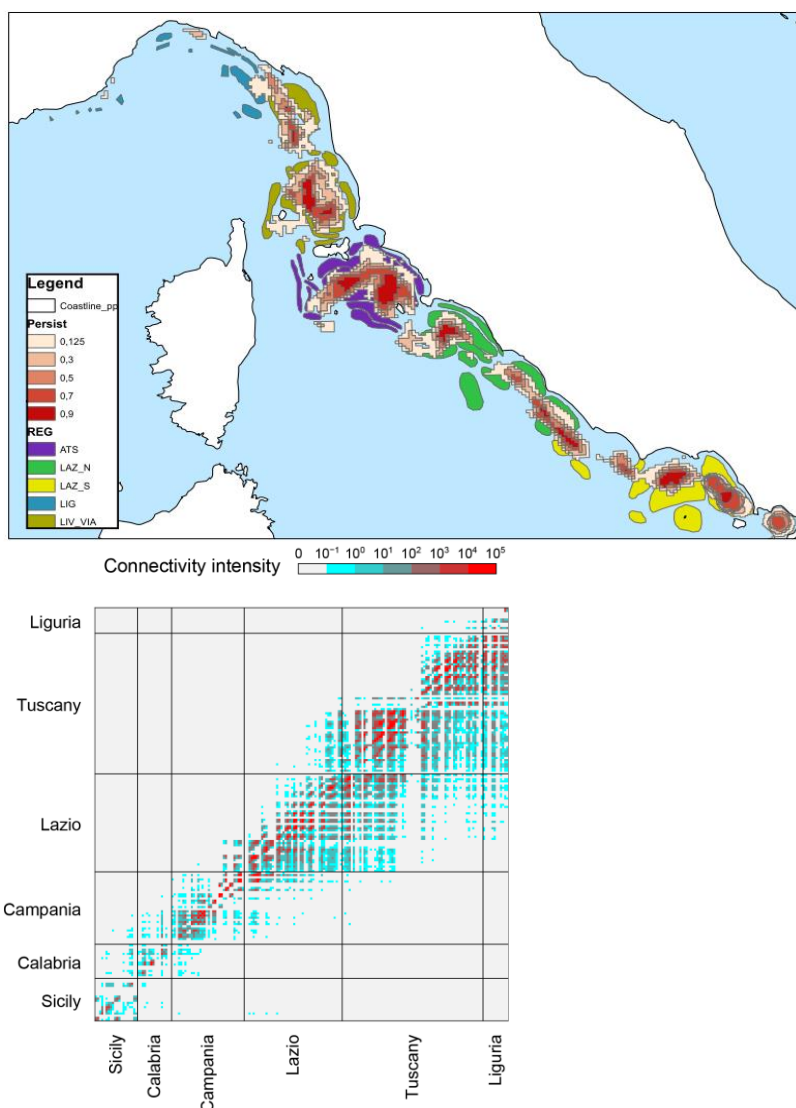 Legend
Coastline_pp
Persist
0,125
0,3
0,5
0,7
0,9
REG
ATS
LAZ_N
LAZ_S
LIG
LIV_VIA
Connectivity intensity
0 10⁻¹ 10⁰ 10¹ 10² 10³ 10⁴ 10⁵
Liguria
Tuscany
Lazio
Campania
Calabria
Sicily
Sicily
Calabria
Campania
Lazio
Tuscany
Liguria